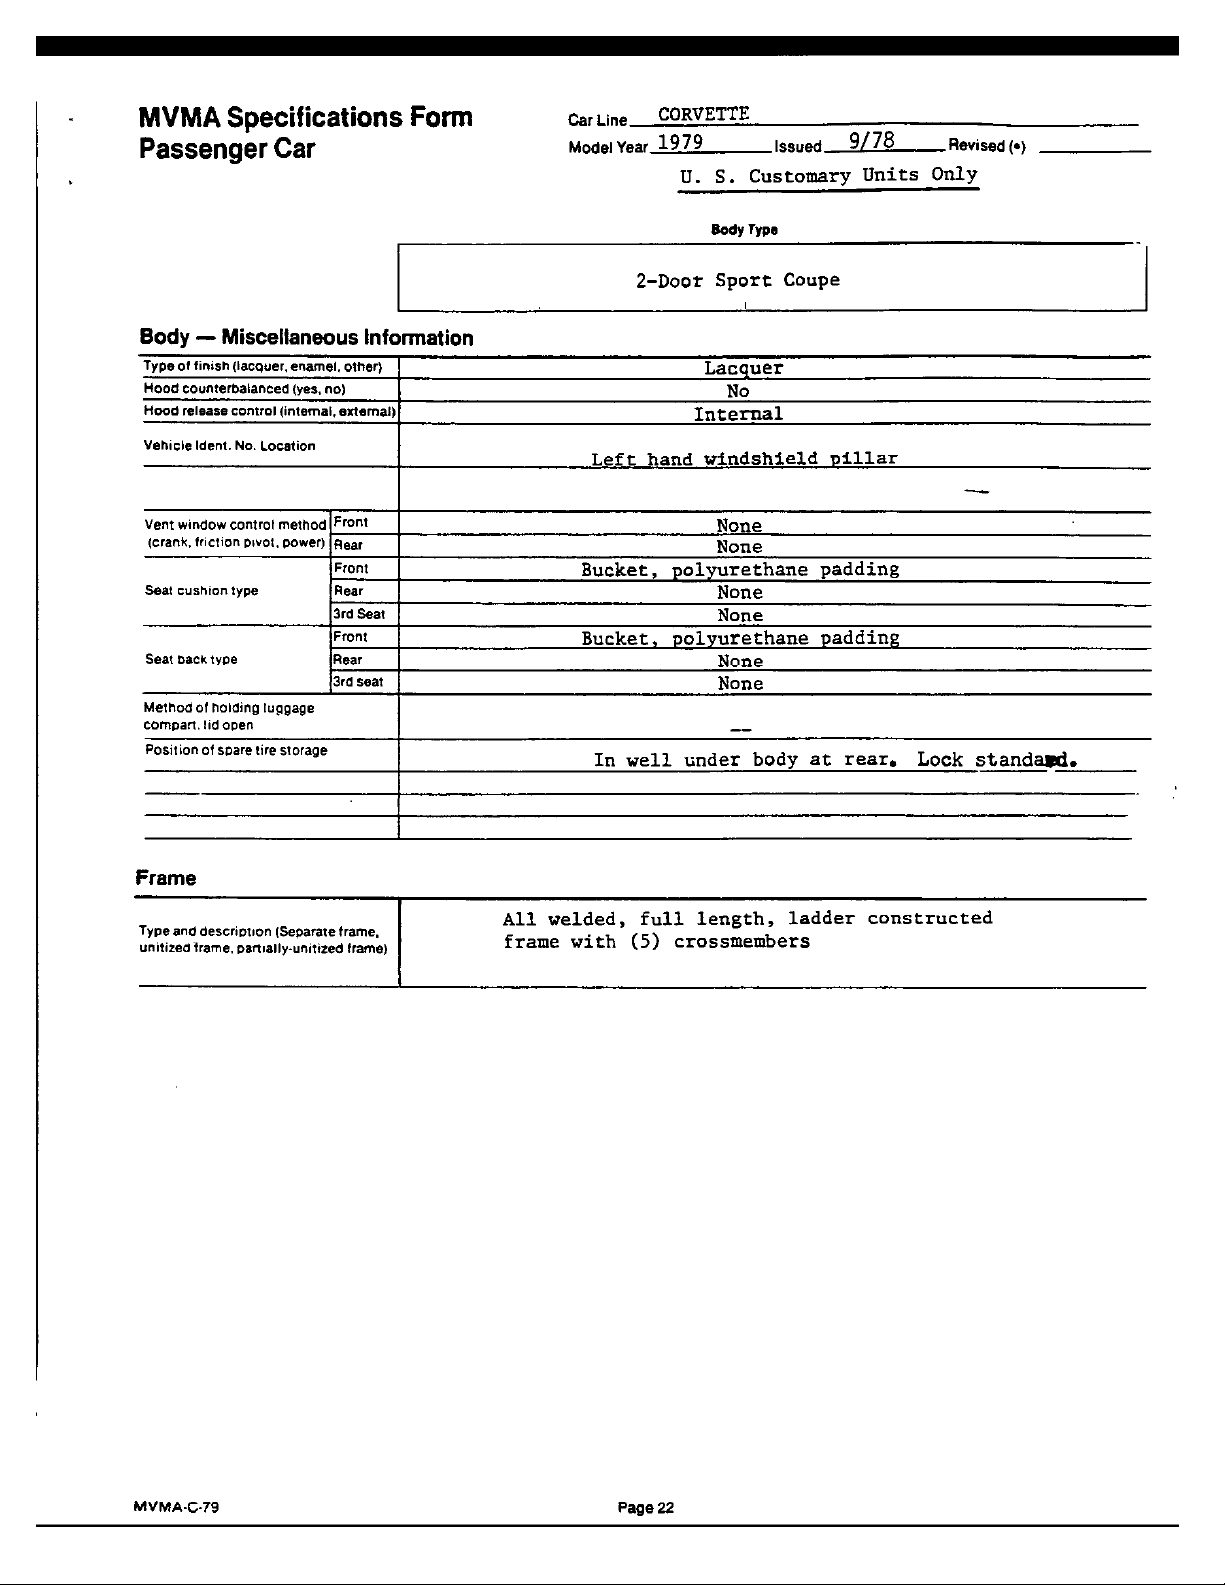 MVMA Specifications Form
Passenger Car
Car Line CORVETTE
Model Year 1979 Issued 9/78 Revised (•)
U. S. Customary Units Only
Body Type
2-Door Sport Coupe
Body — Miscellaneous Information
Type of finish (lacquer, enamel, other) Lacquer
Hood counterbalanced (yes, no) No
Hood release control (internal, external) Internal
Vehicle Ident. No. Location
Left hand windshield pillar
—
Vent window control method Front None
(crank, friction pivot, power) Rear None
Front Bucket, polyurethane padding
Seat cushion type Rear None
3rd Seat None
Front Bucket, polyurethane padding
Seat back type Rear None
3rd seat None
Method of holding luggage
compart. lid open —
Position of spare tire storage In well under body at rear. Lock standard.
Frame
Type and description (Separate frame,
unitized frame, partially-unitized frame)
All welded, full length, ladder constructed
frame with (5) crossmembers
MVMA-C-79 Page 22